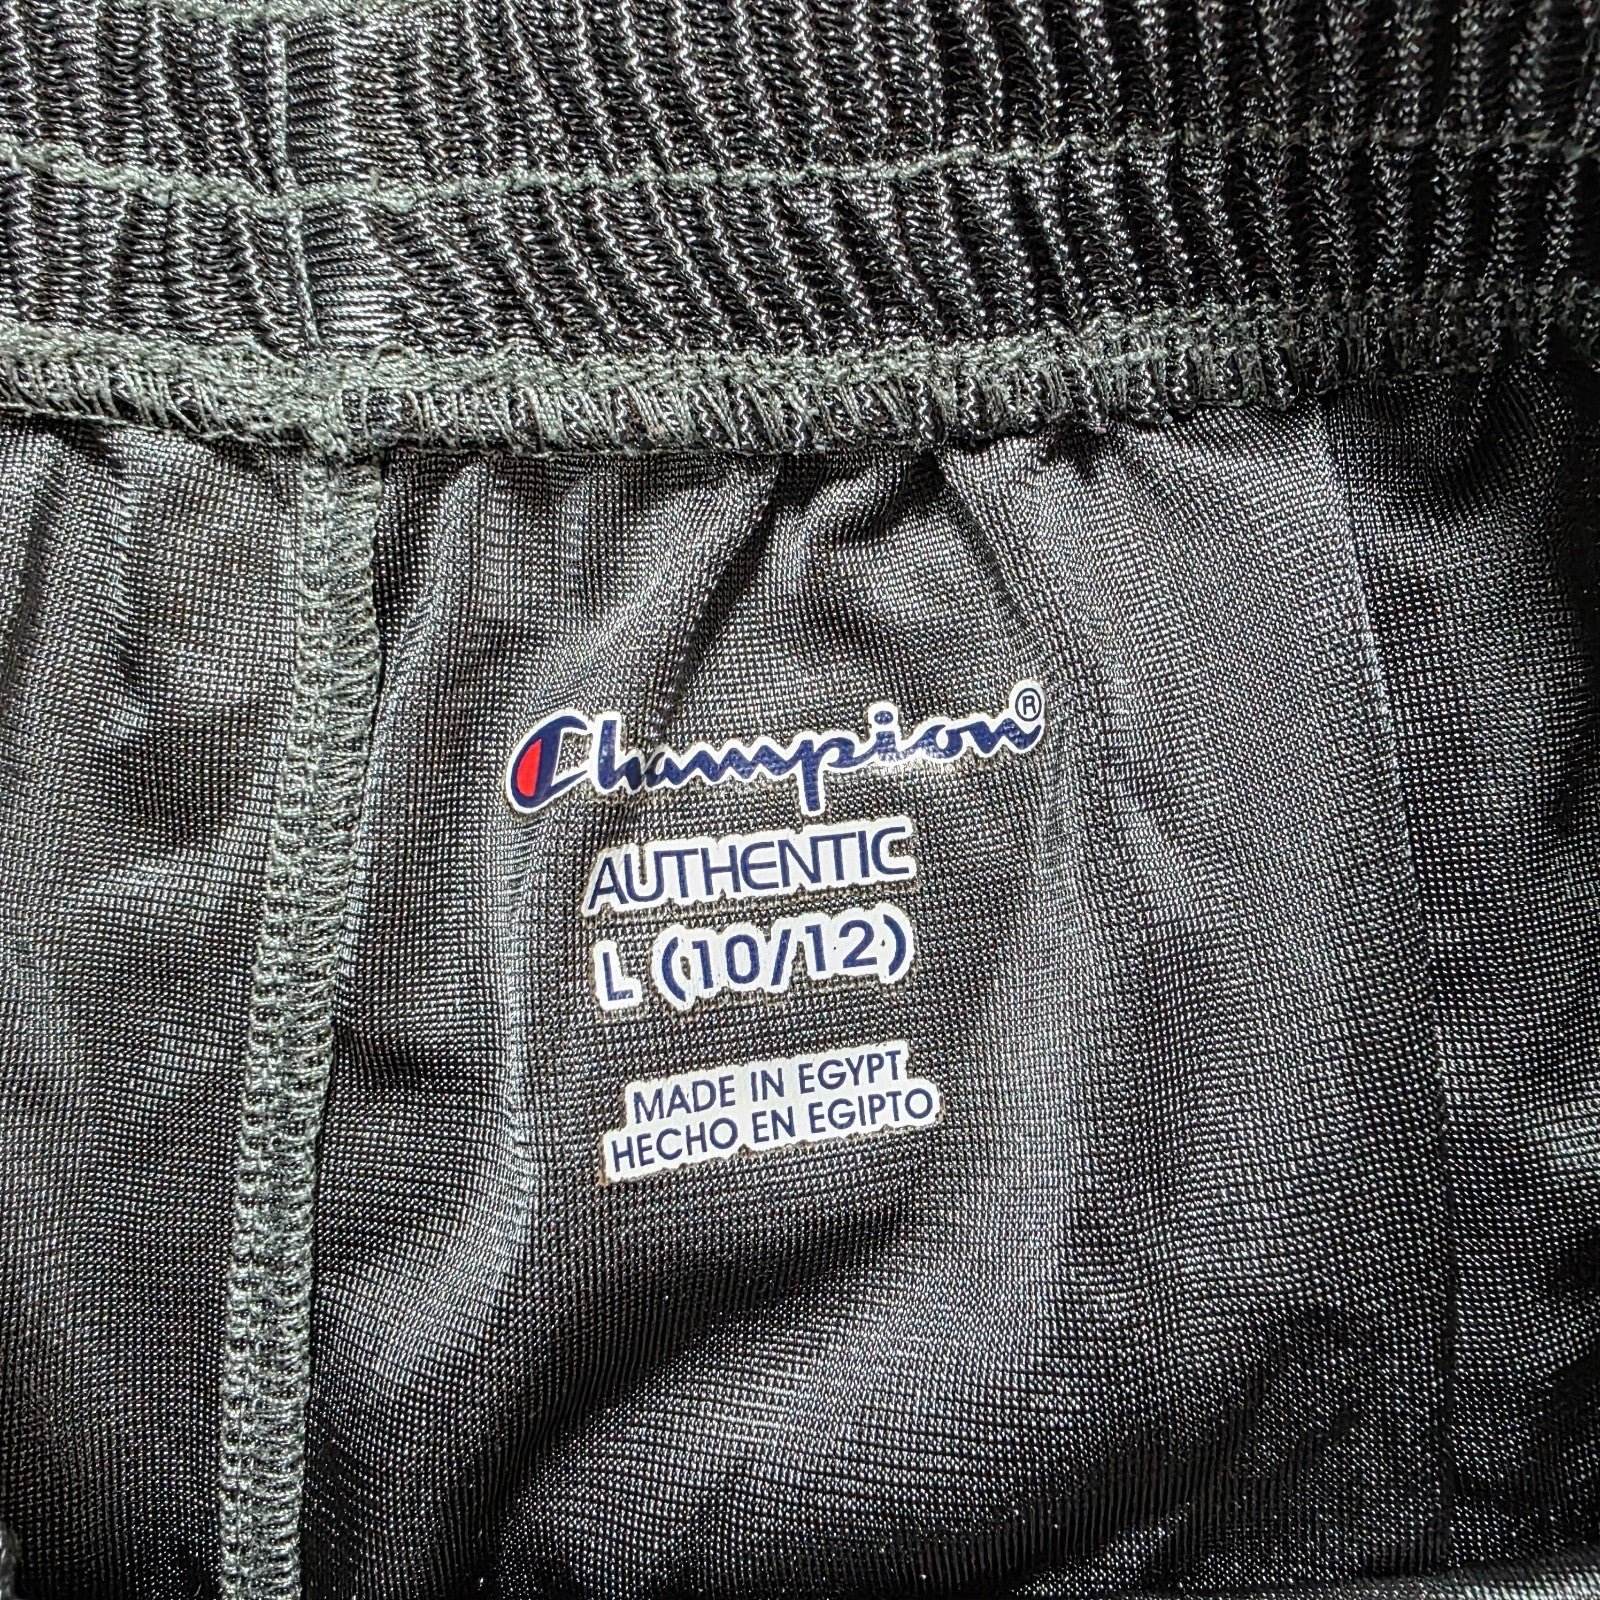 Champion®
AUTHENTIC
L (10/12)
MADE IN EGYPT
HECHO EN EGIPTO